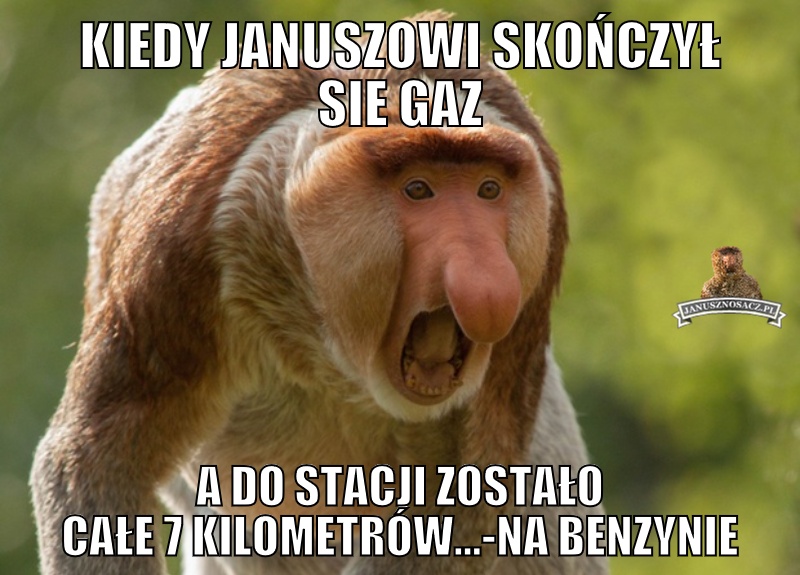 KIEDY JANUSZOWI SKOŃCZYŁ
SIE GAZ
JANUSZNOSACZ.PL
A DO STACJI ZOSTAŁO
CAŁE 7 KILOMETRÓW...-NA BENZYNIE